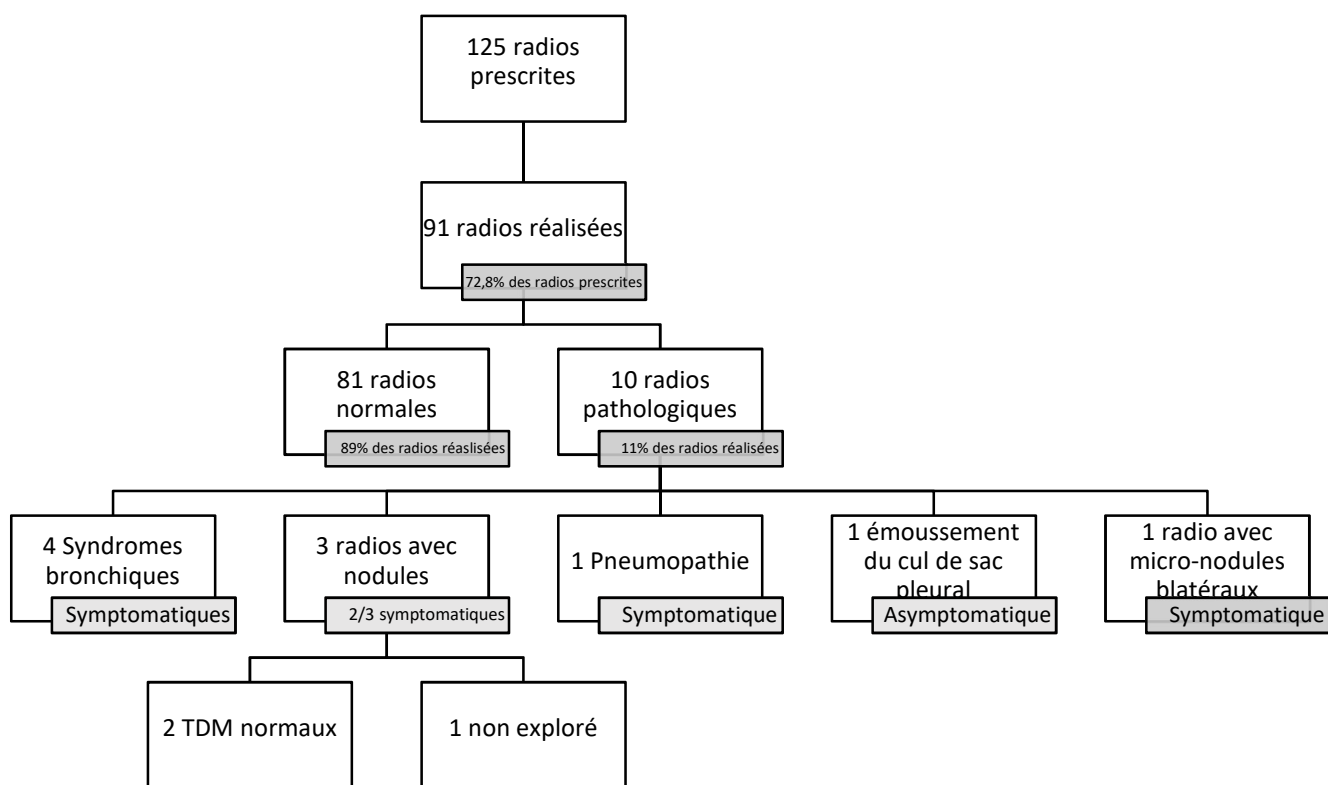 125 radios
prescrites
91 radios réalisées
72,8% des radios prescrites
81 radios
normales
89% des radios réaslisées
10 radios
pathologiques
11% des radios réalisées
4 Syndromes
bronchiques
Symptomatiques
3 radios avec
nodules
2/3 symptomatiques
1 Pneumopathie
Symptomatique
1 émoussement
du cul de sac
pleural
Asymptomatique
1 radio avec
micro-nodules
blatéraux
Symptomatique
2 TDM normaux
1 non exploré